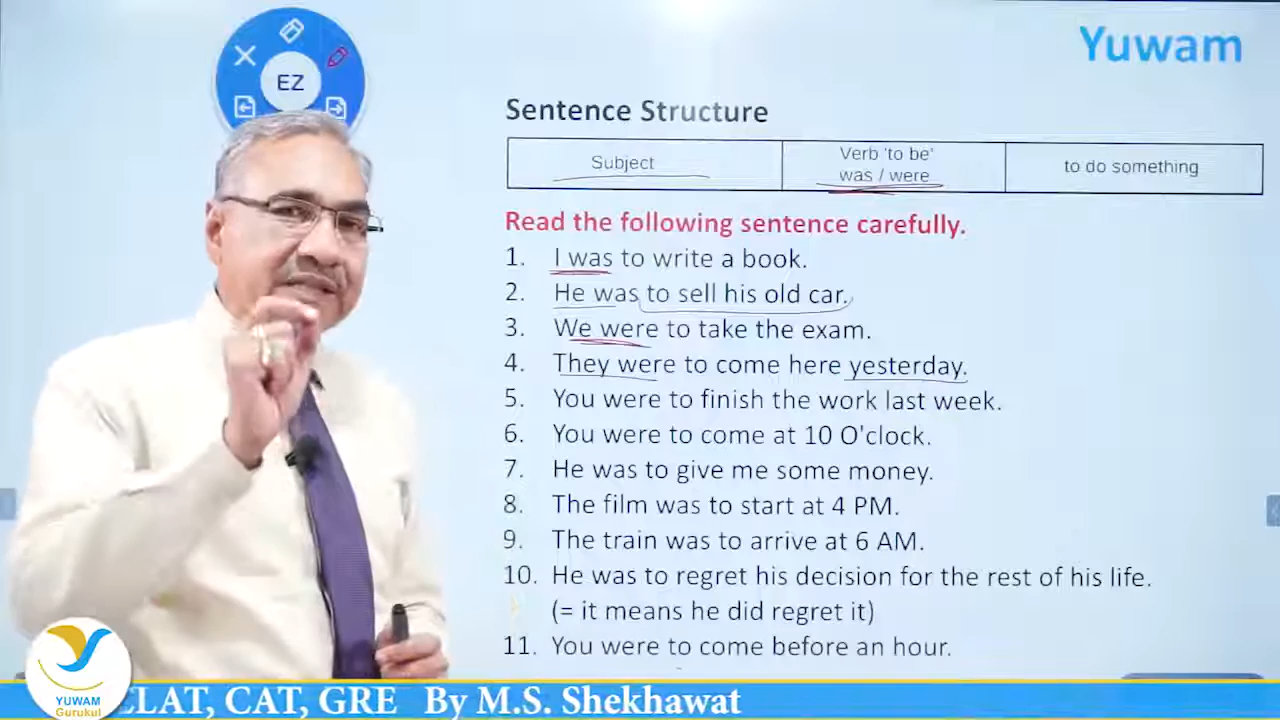 Yuwam
EZ
Sentence Structure
Subject
Verb 'to be'
was / were
to do something
Read the following sentence carefully.
1. I was to write a book.
2. He was to sell his old car.
3. We were to take the exam.
4. They were to come here yesterday.
5. You were to finish the work last week.
6. You were to come at 10 O'clock.
7. He was to give me some money.
8. The film was to start at 4 PM.
9. The train was to arrive at 6 AM.
10. He was to regret his decision for the rest of his life.
(= it means he did regret it)
11. You were to come before an hour.
YUWAM
Gurukul
CLAT, CAT, GRE By M.S. Shekhawat